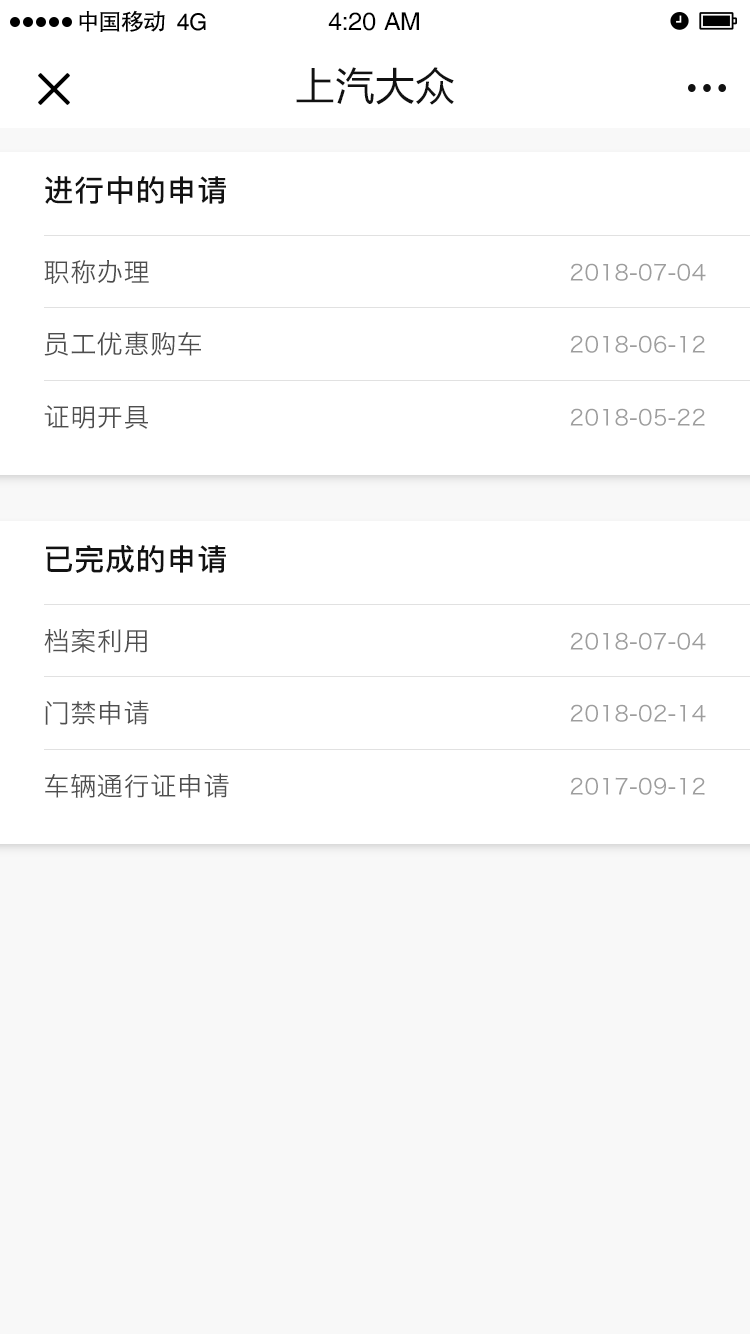 中国移动 4G 4:20 AM
上汽大众
进行中的申请
职称办理 2018-07-04
员工优惠购车 2018-06-12
证明开具 2018-05-22
已完成的申请
档案利用 2018-07-04
门禁申请 2018-02-14
车辆通行证申请 2017-09-12